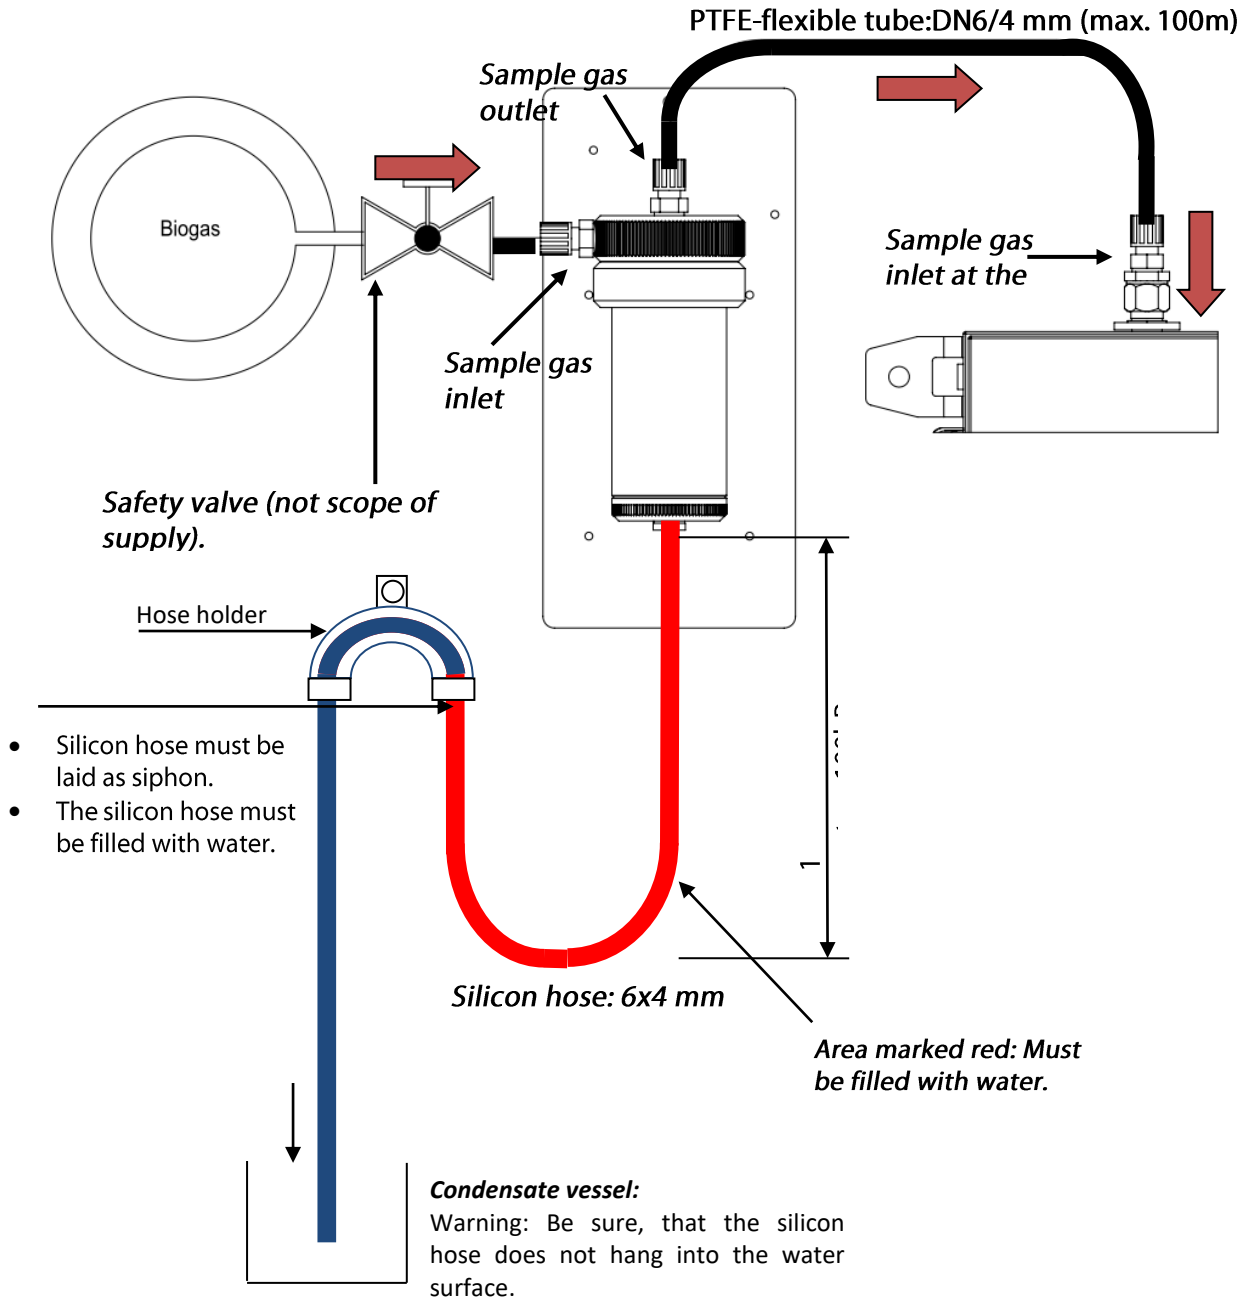 PTFE-flexible tube:DN6/4 mm (max. 100m)
Sample gas
outlet
Biogas
Sample gas
inlet at the
Sample gas
inlet
Safety valve (not scope of
supply).
Hose holder
• Silicon hose must be
laid as siphon.
• The silicon hose must
be filled with water.
1
Silicon hose: 6x4 mm
Area marked red: Must
be filled with water.
Condensate vessel:
Warning: Be sure, that the silicon
hose does not hang into the water
surface.